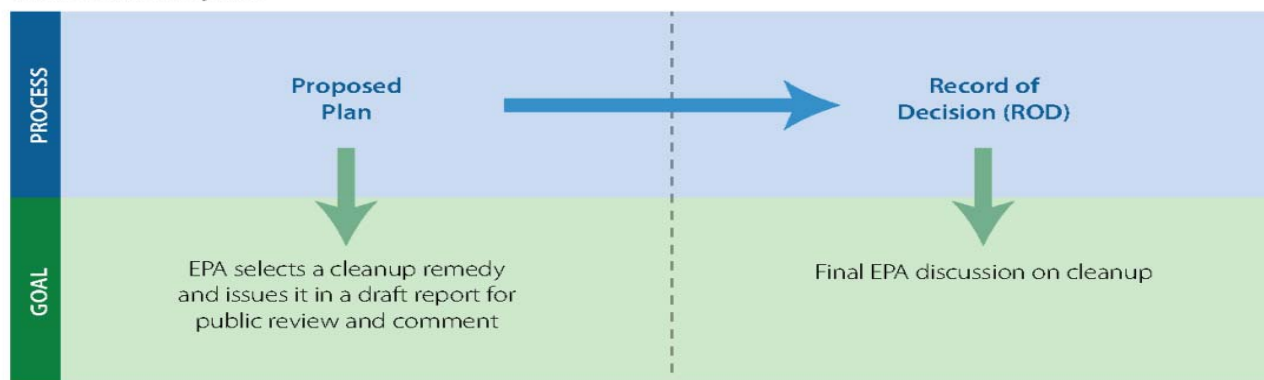 PROCESS
Proposed
Plan
Record of
Decision (ROD)
GOAL
EPA selects a cleanup remedy
and issues it in a draft report for
public review and comment
Final EPA discussion on cleanup